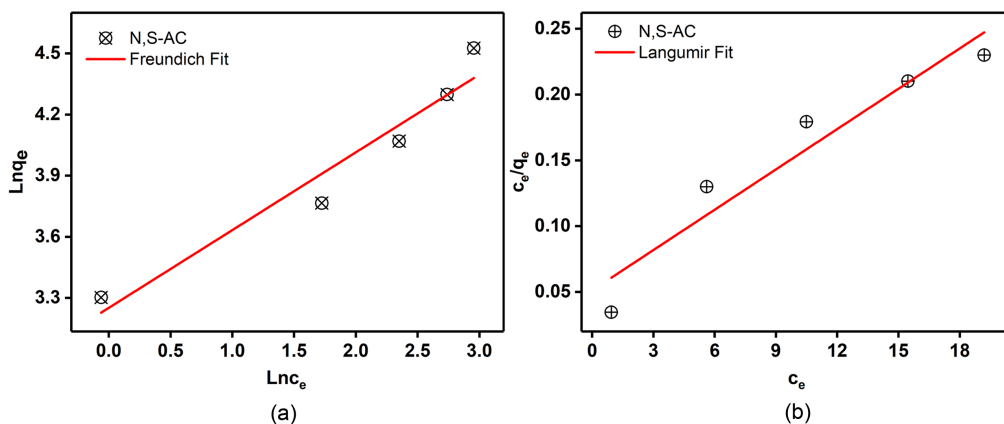 N,S-AC
Freundich Fit
Lnqe
4.5
4.2
3.9
3.6
3.3
0.0 0.5 1.0 1.5 2.0 2.5 3.0
Lnce
(a)
N,S-AC
Langumir Fit
ce/qe
0.25
0.20
0.15
0.10
0.05
0 3 6 9 12 15 18
ce
(b)